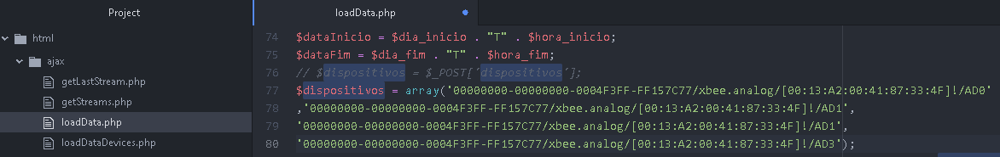 Project
loadData.php
html
ajax
getLastStream.php
getStreams.php
loadData.php
loadDataDevices.php
74 $dataInicio = $dia_inicio . "T" . $hora_inicio;
75 $dataFim = $dia_fim . "T" . $hora_fim;
76 // $dispositivos = $_POST[´dispositivos´];
77 $dispositivos = array('00000000-00000000-0004F3FF-FF157C77/xbee.analog/[00:13:A2:00:41:87:33:4F]!/AD0'
78 ,'00000000-00000000-0004F3FF-FF157C77/xbee.analog/[00:13:A2:00:41:87:33:4F]!/AD1',
79 '00000000-00000000-0004F3FF-FF157C77/xbee.analog/[00:13:A2:00:41:87:33:4F]!/AD1',
80 '00000000-00000000-0004F3FF-FF157C77/xbee.analog/[00:13:A2:00:41:87:33:4F]!/AD3');